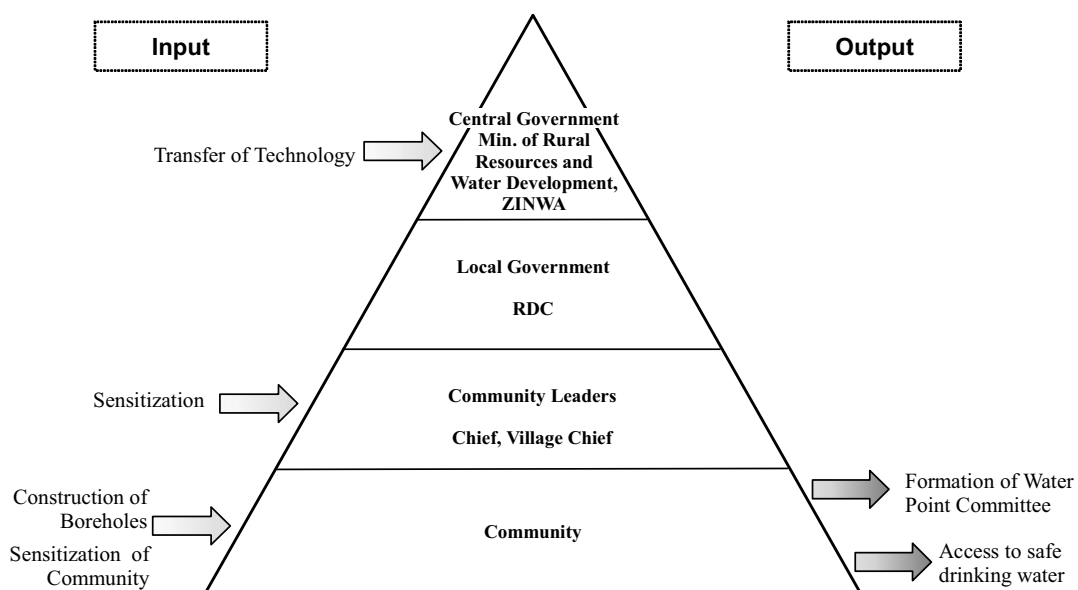 Input
Output
Central Government
Min. of Rural
Resources and
Water Development,
ZINWA
Transfer of Technology
Local Government
RDC
Sensitization
Community Leaders
Chief, Village Chief
Construction of
Boreholes
Sensitization of
Community
Community
Formation of Water
Point Committee
Access to safe
drinking water